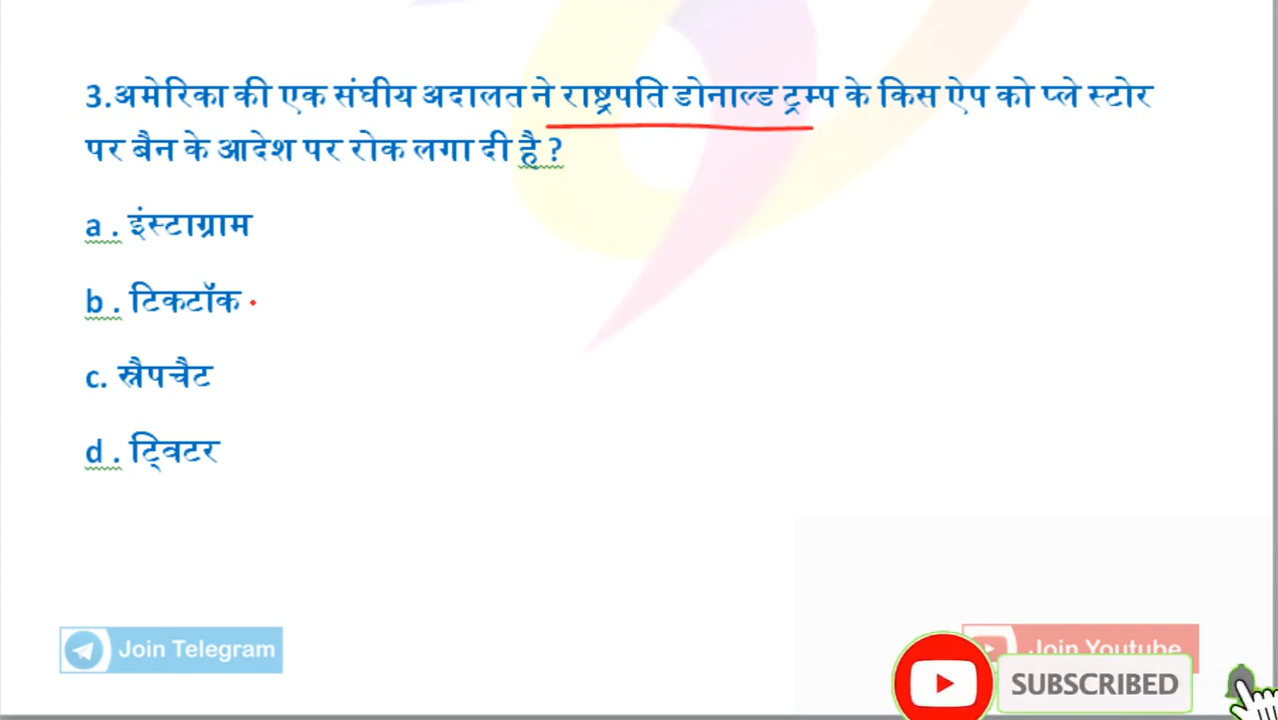 3.अमेरिका की एक संघीय अदालत ने राष्ट्रपति डोनाल्ड ट्रम्प के किस ऐप को प्ले स्टोर
पर बैन के आदेश पर रोक लगा दी है ?
a . इंस्टाग्राम
b . टिकटॉक
c. स्नैपचैट
d . ट्विटर
Join Telegram
Join Youtube
SUBSCRIBED